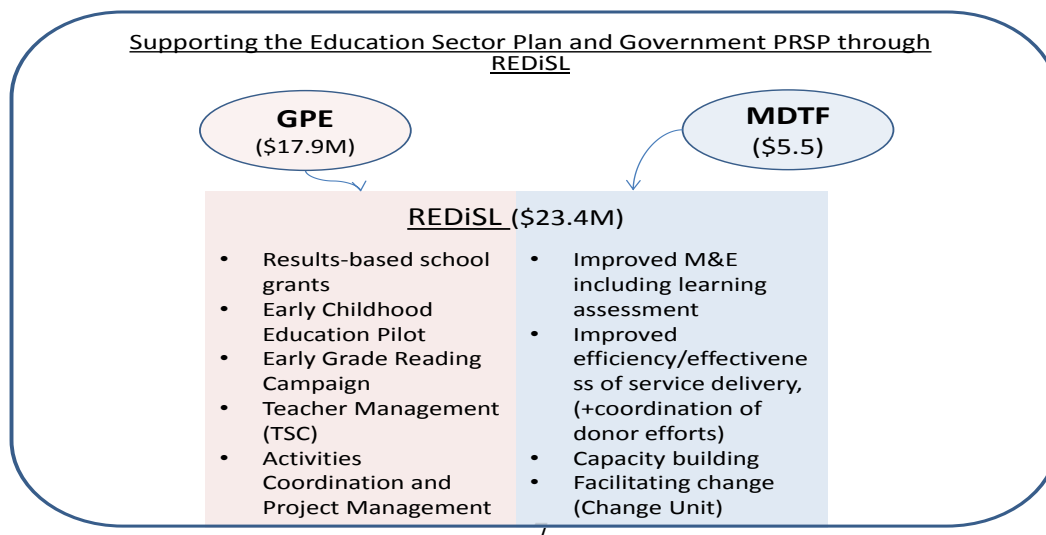 Supporting the Education Sector Plan and Government PRSP through
REDiSL
GPE
($17.9M)
MDTF
($5.5)
REDiSL ($23.4M)
• Results-based school
grants
• Early Childhood
Education Pilot
• Early Grade Reading
Campaign
• Teacher Management
(TSC)
• Activities
Coordination and
Project Management
• Improved M&E
including learning
assessment
• Improved
efficiency/effectivene
ss of service delivery,
(+coordination of
donor efforts)
• Capacity building
• Facilitating change
(Change Unit)